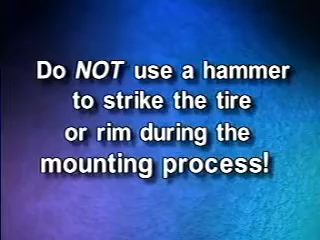 Do NOT use a hammer
to strike the tire
or rim during the
mounting process!